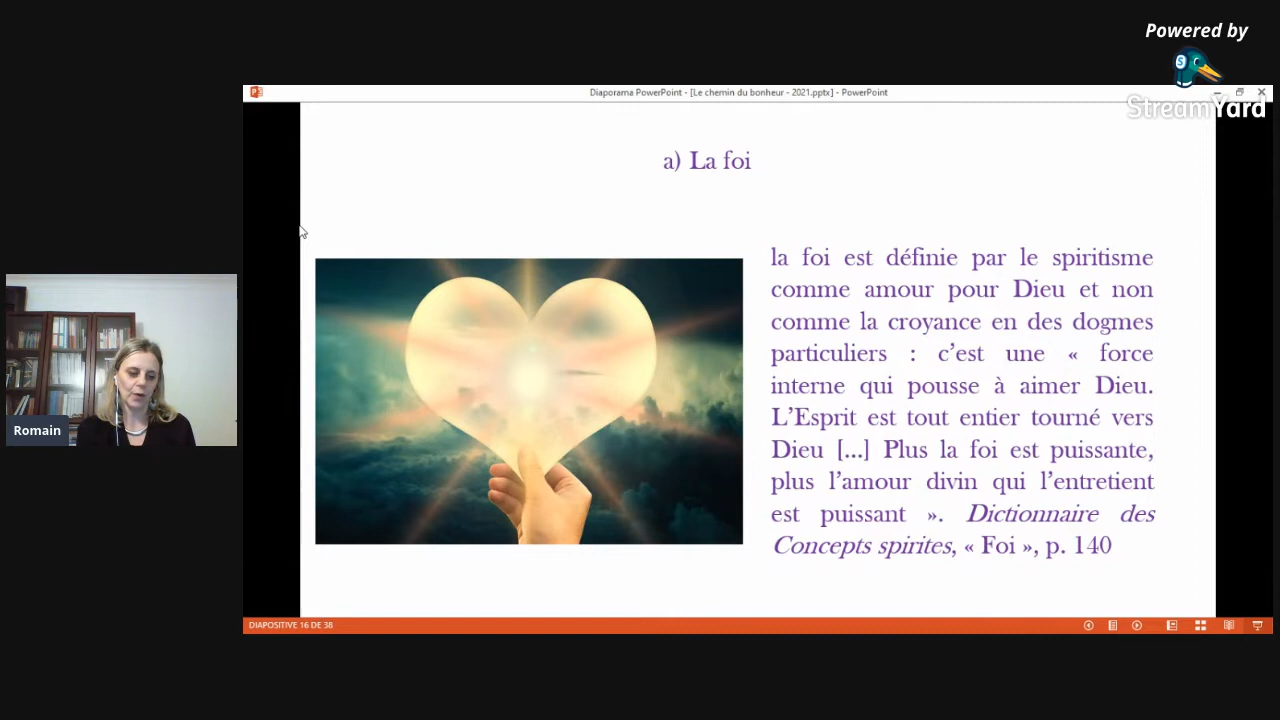 Powered by
StreamYard
Diaporama PowerPoint - [Le chemin du bonheur - 2021.pptx] - PowerPoint
a) La foi
la foi est définie par le spiritisme
comme amour pour Dieu et non
comme la croyance en des dogmes
particuliers : c’est une « force
interne qui pousse à aimer Dieu.
L’Esprit est tout entier tourné vers
Dieu [...] Plus la foi est puissante,
plus l’amour divin qui l’entretient
est puissant ». Dictionnaire des
Concepts spirites, « Foi », p. 140
Romain
DIAPOSITIVE 16 DE 38